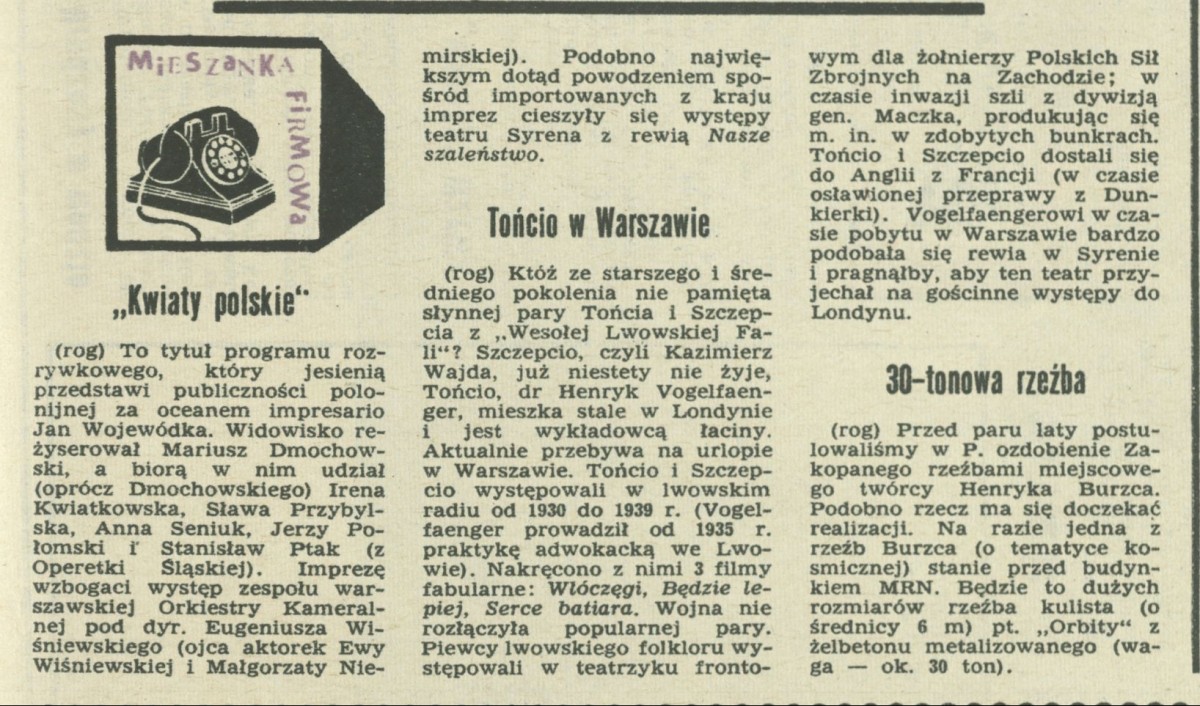 MiESZaNKA
FiRMoWa
„Kwiaty polskie“
(rog) To tytuł programu roz-
rywkowego, który jesienią
przedstawi publiczności polo-
nijnej za oceanem impresario
Jan Wojewódka. Widowisko re-
żyserował Mariusz Dmochow-
ski, a biorą w nim udział
(oprócz Dmochowskiego) Irena
Kwiatkowska, Sława Przybyl-
ska, Anna Seniuk, Jerzy Po-
łomski i Stanisław Ptak (z
Operetki Śląskiej). Imprezę
wzbogaci występ zespołu war-
szawskiej Orkiestry Kameral-
nej pod dyr. Eugeniusza Wi-
śniewskiego (ojca aktorek Ewy
Wiśniewskiej i Małgorzaty Nie-
mirskiej). Podobno najwię-
kszym dotąd powodzeniem spo-
śród importowanych z kraju
imprez cieszyły się występy
teatru Syrena z rewią Nasze
szaleństwo.
Tońcio w Warszawie
(rog) Któż ze starszego i śre-
dniego pokolenia nie pamięta
słynnej pary Tońcia i Szczep-
cia z „Wesołej Lwowskiej Fa-
li“? Szczepcio, czyli Kazimierz
Wajda, już niestety nie żyje,
Tońcio, dr Henryk Vogelfaen-
ger, mieszka stale w Londynie
i jest wykładowcą łaciny.
Aktualnie przebywa na urlopie
w Warszawie. Tońcio i Szczep-
cio występowali w lwowskim
radiu od 1930 do 1939 r. (Vogel-
faenger prowadził od 1935 r.
praktykę adwokacką we Lwo-
wie). Nakręcono z nimi 3 filmy
fabularne: Włóczęgi, Będzie le-
piej, Serce batiara. Wojna nie
rozłączyła popularnej pary.
Piewcy lwowskiego folkloru wy-
stępowali w teatrzyku fronto-
wym dla żołnierzy Polskich Sił
Zbrojnych na Zachodzie; w
czasie inwazji szli z dywizją
gen. Maczka, produkując się
m. in. w zdobytych bunkrach.
Tońcio i Szczepcio dostali się
do Anglii z Francji (w czasie
osławionej przeprawy z Dun-
kierki). Vogelfaengerowi w cza-
sie pobytu w Warszawie bardzo
podobała się rewia w Syrenie
i pragnąłby, aby ten teatr przy-
jechał na gościnne występy do
Londynu.
30-tonowa rzeźba
(rog) Przed paru laty postu-
lowaliśmy w P. ozdobienie Za-
kopanego rzeźbami miejscowe-
go twórcy Henryka Burzca.
Podobno rzecz ma się doczekać
realizacji. Na razie jedna z
rzeźb Burzca (o tematyce ko-
smicznej) stanie przed budyn-
kiem MRN. Będzie to dużych
rozmiarów rzeźba kulista (o
średnicy 6 m) pt. „Orbity“ z
żelbetonu metalizowanego (wa-
ga — ok. 30 ton).